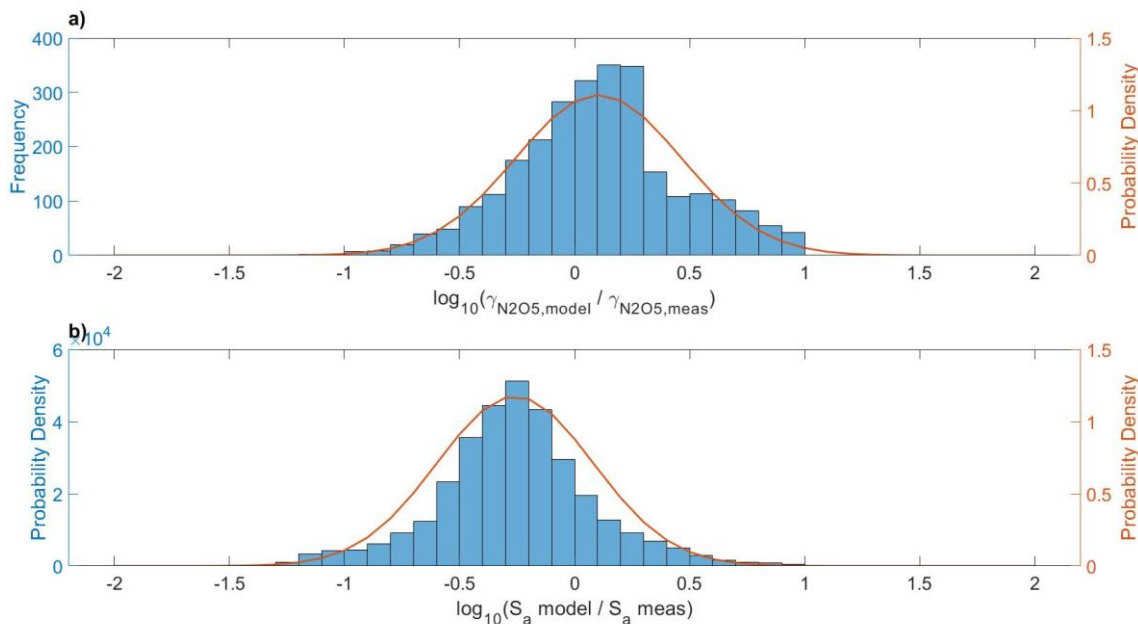 a)
400
300
200
100
0
Frequency
1.5
1
0.5
0
Probability Density
-2 -1.5 -1 -0.5 0 0.5 1 1.5 2
log10(γN2O5,model / γN2O5,meas)
b)
×10^4
6
4
2
0
Probability Density
1.5
1
0.5
0
Probability Density
-2 -1.5 -1 -0.5 0 0.5 1 1.5 2
log10(Sa model / Sa meas)